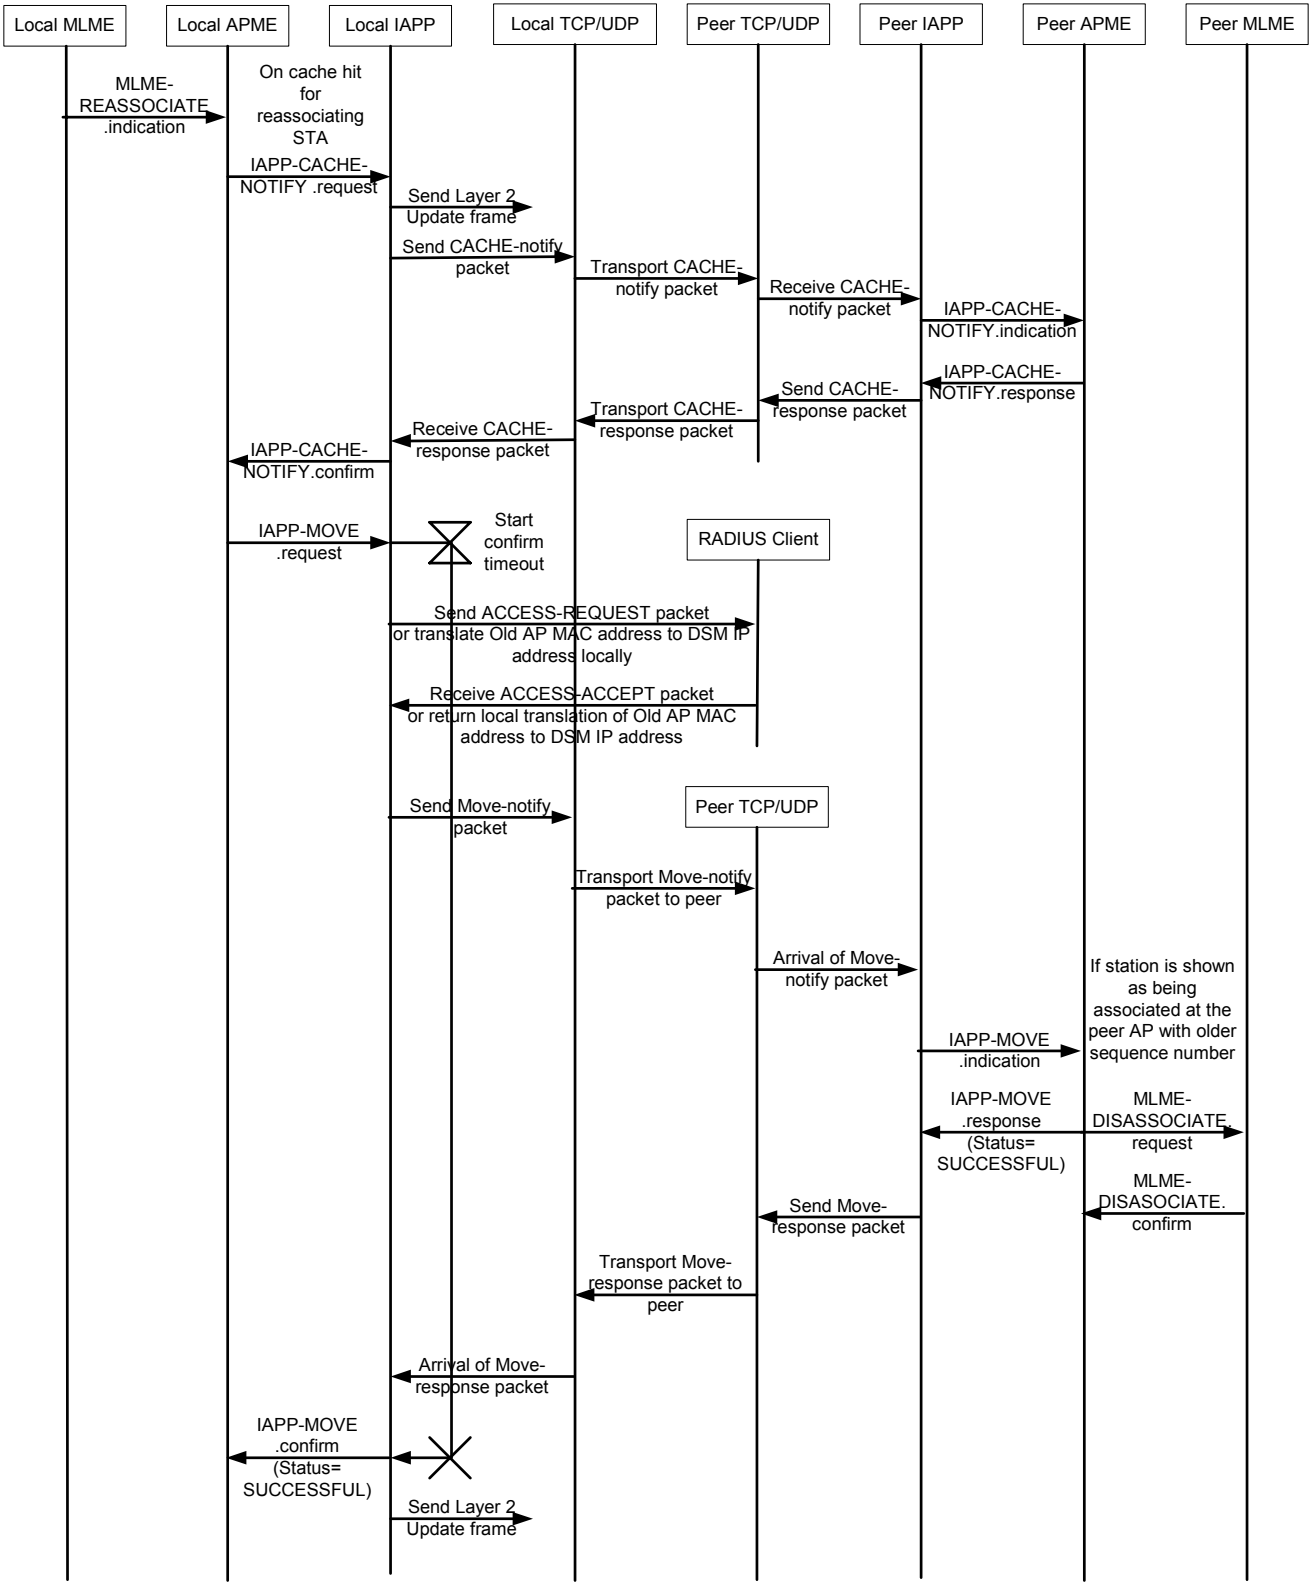 Local MLME
Local APME
Local IAPP
Local TCP/UDP
Peer TCP/UDP
Peer IAPP
Peer APME
Peer MLME
MLME-
REASSOCIATE
.indication
On cache hit
for
reassociating
STA
IAPP-CACHE-
NOTIFY .request
Send Layer 2
Update frame
Send CACHE-notify
packet
Transport CACHE-
notify packet
Receive CACHE-
notify packet
IAPP-CACHE-
NOTIFY.indication
IAPP-CACHE-
NOTIFY.response
Send CACHE-
response packet
Transport CACHE-
response packet
Receive CACHE-
response packet
IAPP-CACHE-
NOTIFY.confirm
IAPP-MOVE
.request
Start
confirm
timeout
RADIUS Client
Send ACCESS-REQUEST packet
or translate Old AP MAC address to DSM IP
address locally
Receive ACCESS-ACCEPT packet
or return local translation of Old AP MAC
address to DSM IP address
Send Move-notify
packet
Peer TCP/UDP
Transport Move-notify
packet to peer
Arrival of Move-
notify packet
If station is shown
as being
associated at the
peer AP with older
sequence number
IAPP-MOVE
.indication
IAPP-MOVE
.response
(Status=
SUCCESSFUL)
MLME-
DISASSOCIATE.
request
MLME-
DISASOCIATE.
confirm
Send Move-
response packet
Transport Move-
response packet to
peer
Arrival of Move-
response packet
IAPP-MOVE
.confirm
(Status=
SUCCESSFUL)
Send Layer 2
Update frame